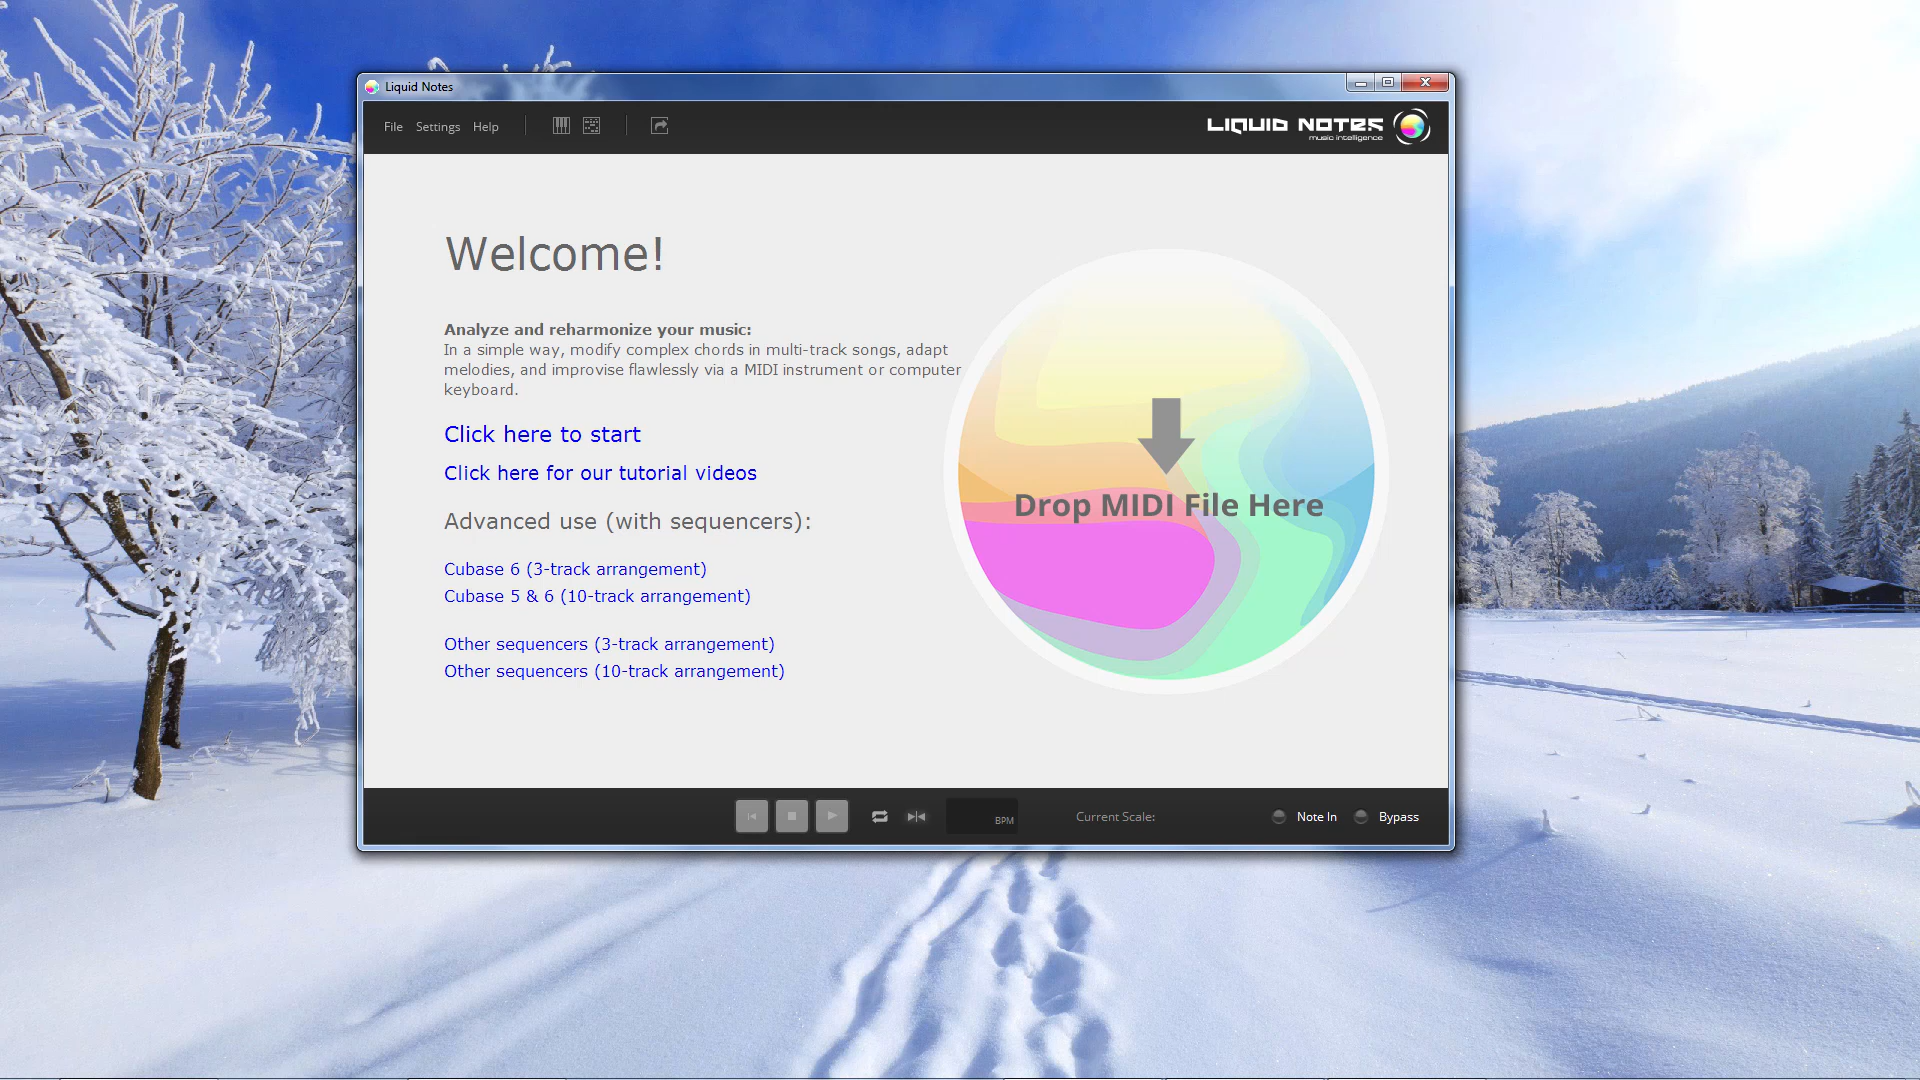 Liquid Notes
File Settings Help
LIQUID NOTES
music intelligence
Welcome!
Analyze and reharmonize your music:
In a simple way, modify complex chords in multi-track songs, adapt
melodies, and improvise flawlessly via a MIDI instrument or computer
keyboard.
Click here to start
Click here for our tutorial videos
Advanced use (with sequencers):
Cubase 6 (3-track arrangement)
Cubase 5 & 6 (10-track arrangement)
Other sequencers (3-track arrangement)
Other sequencers (10-track arrangement)
Drop MIDI File Here
BPM
Current Scale:
Note In
Bypass